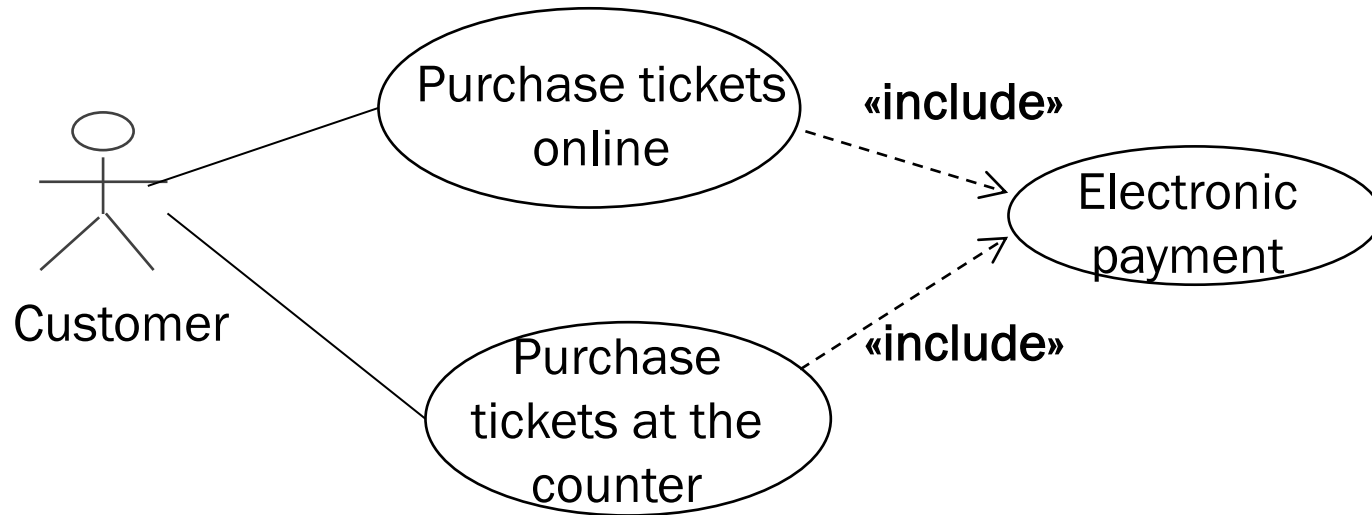 Purchase tickets
online
«include»
Electronic
payment
Customer
«include»
Purchase
tickets at the
counter